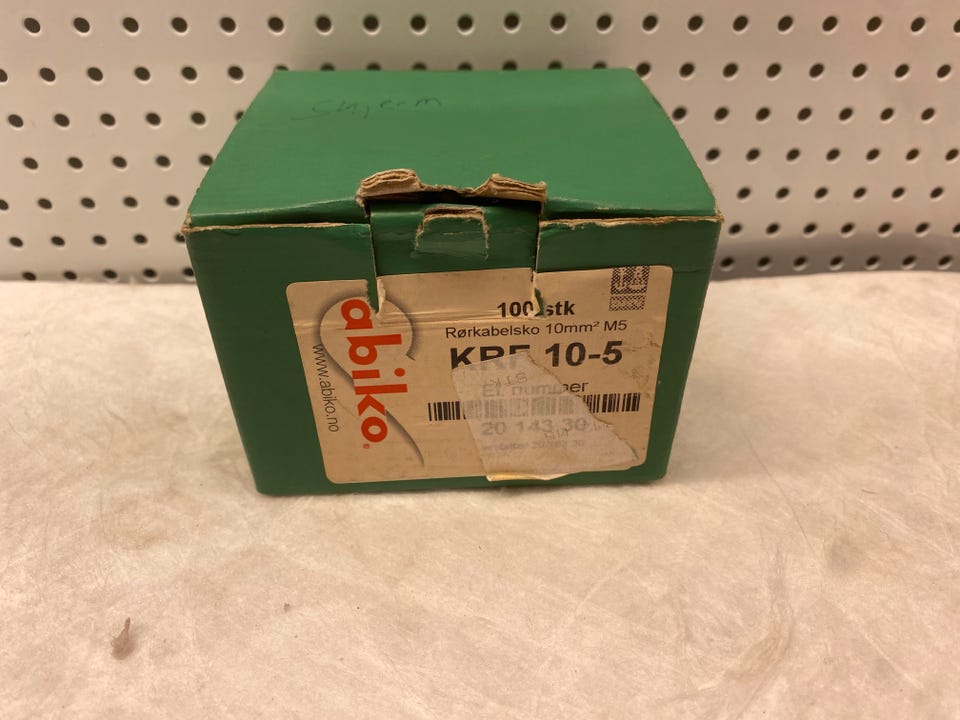 100 stk
Rørkabelsko 10mm² M5
KRF 10-5
El. nummer
20 143 30
abiko
www.abiko.no